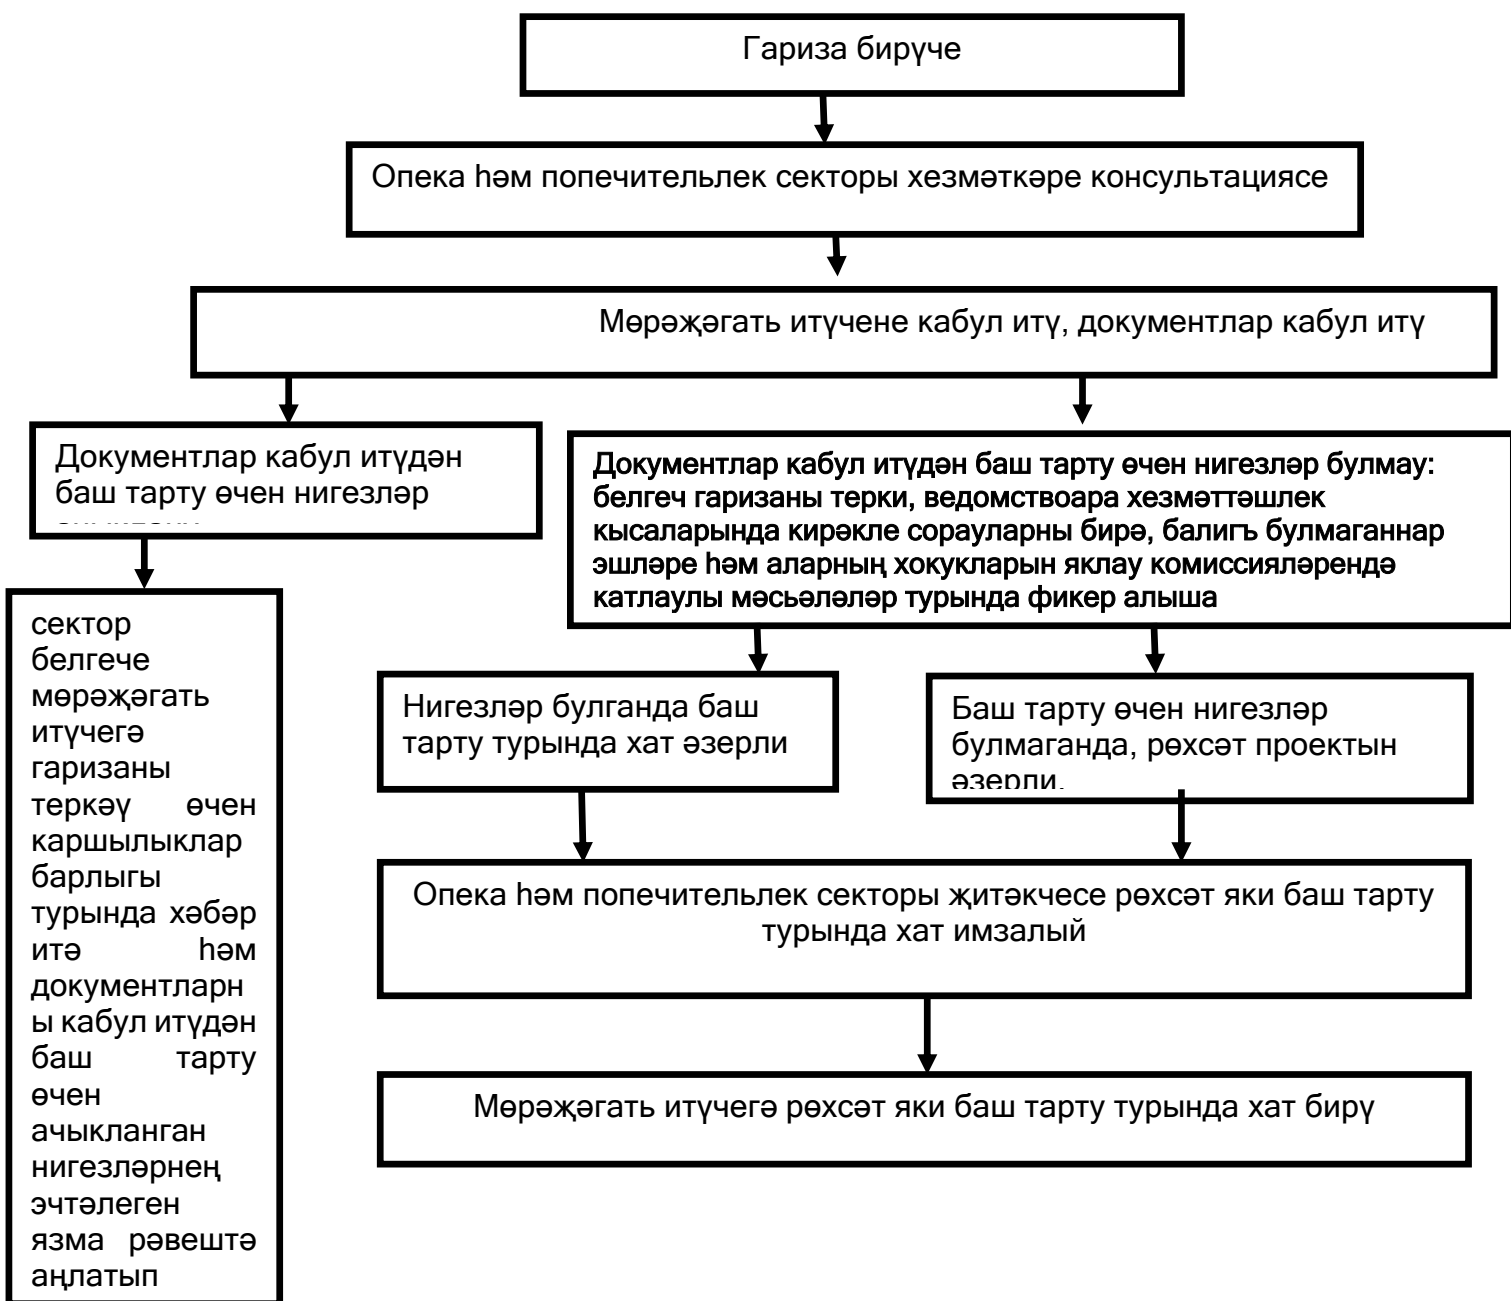 Гариза бирүче
Опека һәм попечительлек секторы хезмәткәре консультациясе
Мөрәҗәгать итүчене кабул итү, документлар кабул итү
Документлар кабул итүдән
баш тарту өчен нигезләр
Документлар кабул итүдән баш тарту өчен нигезләр булмау:
белгеч гаризаны терки, ведомствоара хезмәттәшлек
кысаларында кирәкле сорауларны бирә, балигъ булмаганнар
эшләре һәм аларның хокукларын яклау комиссияләрендә
катлаулы мәсьәләләр турында фикер алыша
сектор
белгече
мөрәҗәгать
итүчегә
гаризаны
теркәү өчен
каршылыклар
барлыгы
турында хәбәр
итә һәм
документларн
ы кабул итүдән
баш тарту
өчен
ачыкланган
нигезләрнең
эчтәлеген
язма рәвештә
аңлатып
Нигезләр булганда баш
тарту турында хат әзерли
Баш тарту өчен нигезләр
булмаганда, рөхсәт проектын
әзерли.
Опека һәм попечительлек секторы җитәкчесе рөхсәт яки баш тарту
турында хат имзалый
Мөрәҗәгать итүчегә рөхсәт яки баш тарту турында хат бирү